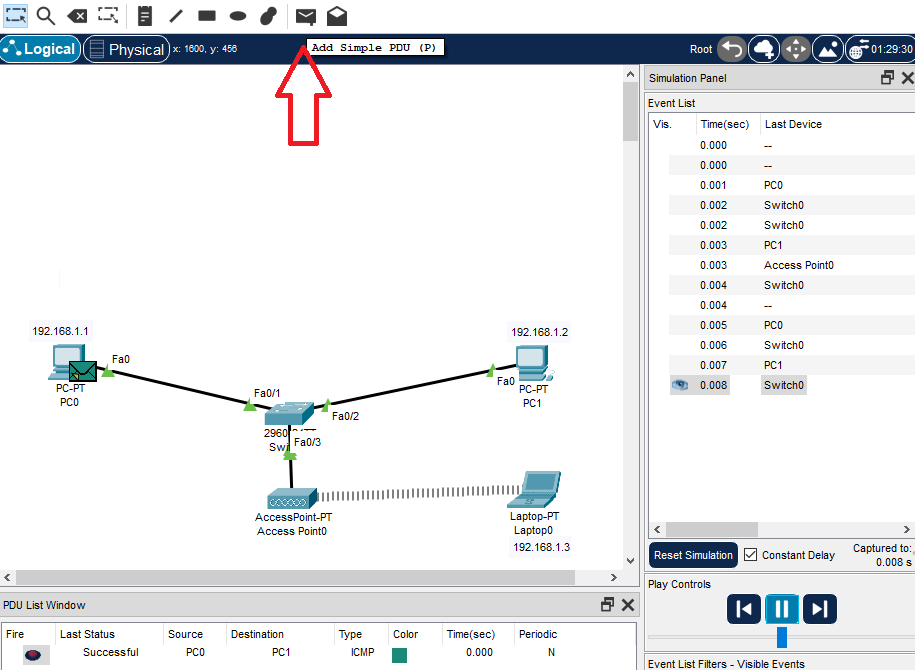 Logical
Physical
x: 1600, y: 456
Add Simple PDU (P)
Root
01:29:30
Simulation Panel
Event List
Vis. Time(sec) Last Device
0.000 --
0.000 --
0.001 PC0
0.002 Switch0
0.002 Switch0
0.003 PC1
0.003 Access Point0
0.004 Switch0
0.004 --
0.005 PC0
0.006 Switch0
0.007 PC1
0.008 Switch0
192.168.1.1
Fa0
PC-PT
PC0
192.168.1.2
Fa0
PC-PT
PC1
Fa0/1
Fa0/2
Fa0/3
AccessPoint-PT
Access Point0
Laptop-PT
Laptop0
192.168.1.3
Reset Simulation
Constant Delay
Captured to:
0.008 s
Play Controls
PDU List Window
Fire Last Status Source Destination Type Color Time(sec) Periodic
Successful PC0 PC1 ICMP 0.000 N
Event List Filters - Visible Events